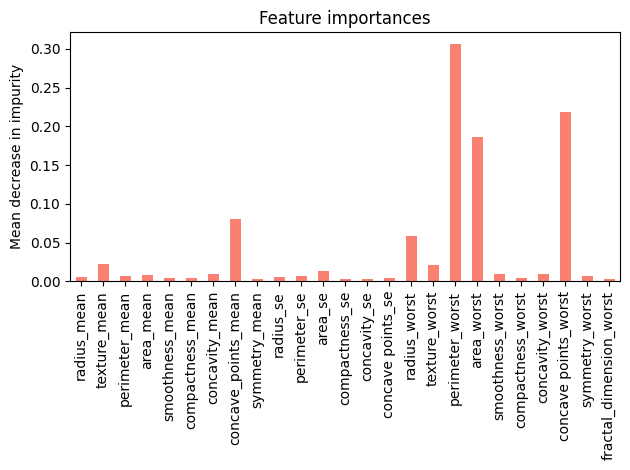 Feature importances
Mean decrease in impurity
0.30
0.25
0.20
0.15
0.10
0.05
0.00
radius_mean
texture_mean
perimeter_mean
area_mean
smoothness_mean
compactness_mean
concavity_mean
concave_points_mean
symmetry_mean
radius_se
perimeter_se
area_se
compactness_se
concavity_se
concave points_se
radius_worst
texture_worst
perimeter_worst
area_worst
smoothness_worst
compactness_worst
concavity_worst
concave points_worst
symmetry_worst
fractal_dimension_worst